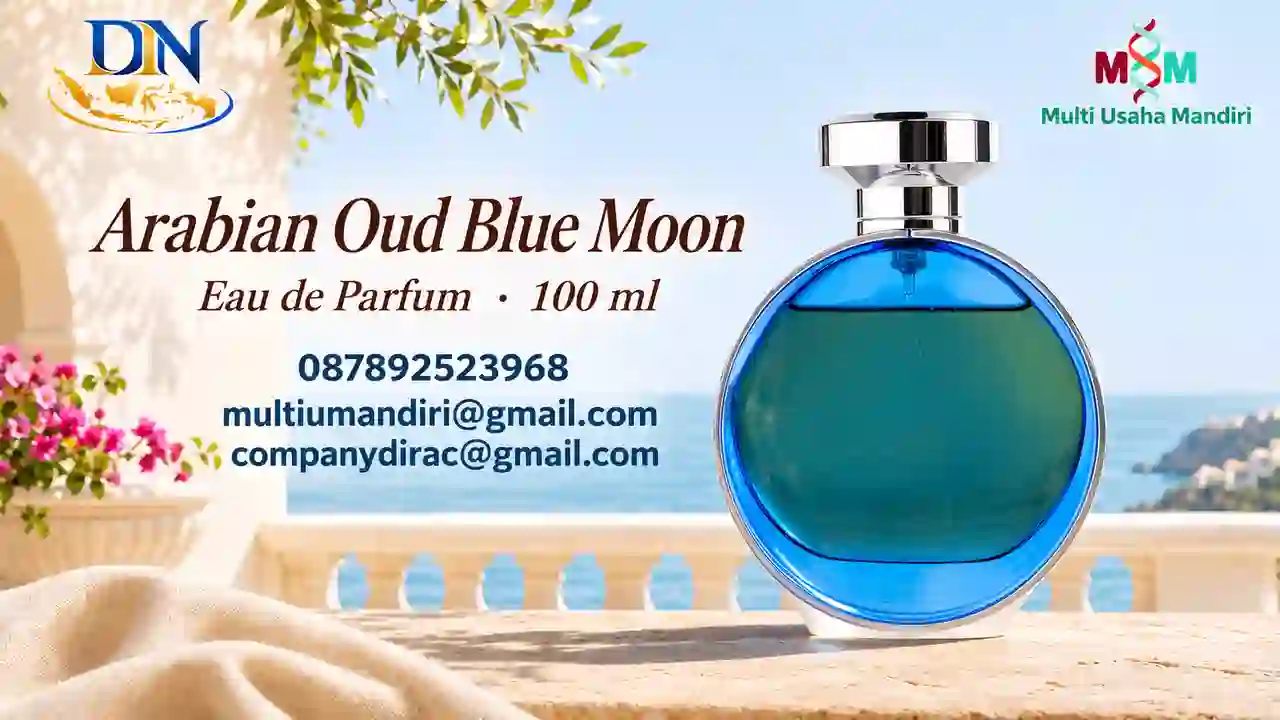 DN
MSM
Multi Usaha Mandiri
Arabian Oud Blue Moon
Eau de Parfum • 100 ml
087892523968
multiumandiri@gmail.com
companydirac@gmail.com